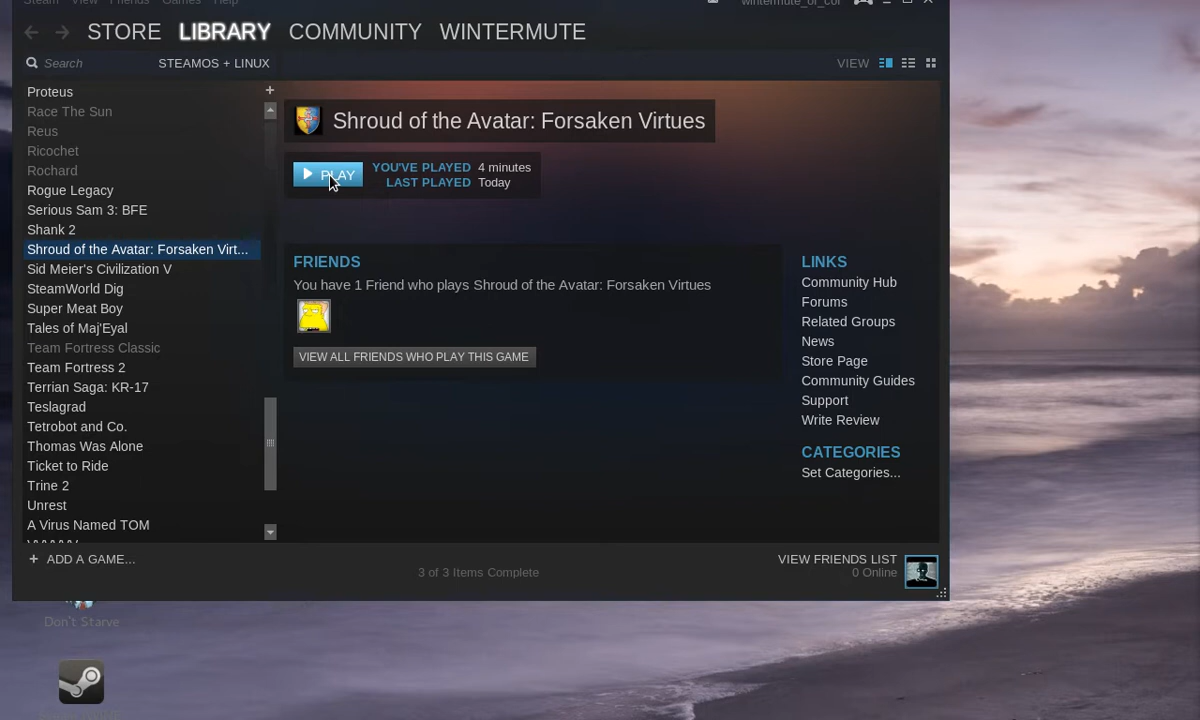 Steam View Friends Games Help
wintermute_of_cor
STORE LIBRARY COMMUNITY WINTERMUTE
Search STEAMOS + LINUX
VIEW
Proteus
Race The Sun
Reus
Ricochet
Rochard
Rogue Legacy
Serious Sam 3: BFE
Shank 2
Shroud of the Avatar: Forsaken Virt...
Sid Meier's Civilization V
SteamWorld Dig
Super Meat Boy
Tales of Maj'Eyal
Team Fortress Classic
Team Fortress 2
Terrian Saga: KR-17
Teslagrad
Tetrobot and Co.
Thomas Was Alone
Ticket to Ride
Trine 2
Unrest
A Virus Named TOM
+ ADD A GAME...
Shroud of the Avatar: Forsaken Virtues
PLAY
YOU'VE PLAYED 4 minutes
LAST PLAYED Today
FRIENDS
You have 1 Friend who plays Shroud of the Avatar: Forsaken Virtues
VIEW ALL FRIENDS WHO PLAY THIS GAME
LINKS
Community Hub
Forums
Related Groups
News
Store Page
Community Guides
Support
Write Review
CATEGORIES
Set Categories...
3 of 3 Items Complete
VIEW FRIENDS LIST
0 Online
Don't Starve